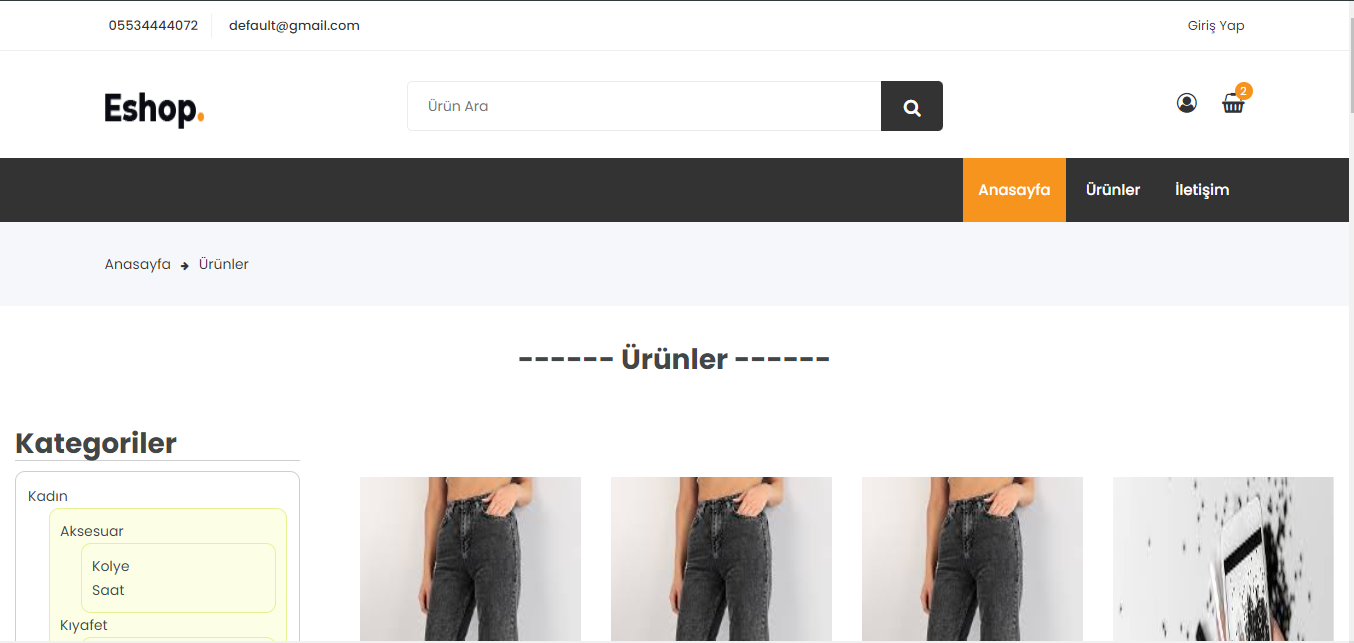 05534444072
default@gmail.com
Giriş Yap
Eshop.
Ürün Ara
2
Anasayfa
Ürünler
İletişim
Anasayfa
Ürünler
------ Ürünler ------
Kategoriler
Kadın
Aksesuar
Kolye
Saat
Kıyafet